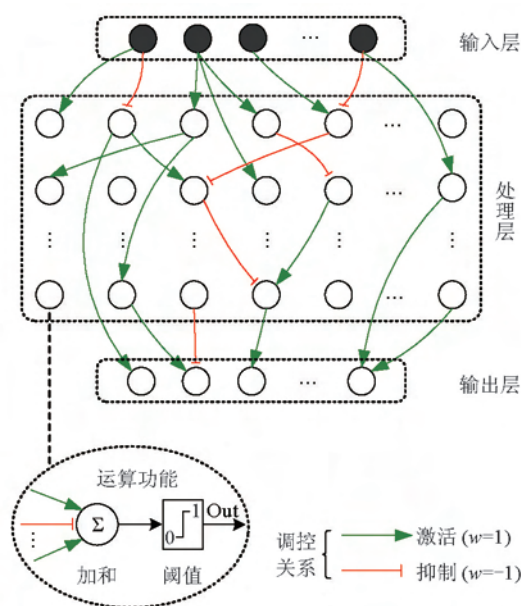 输入层
处理层
输出层
运算功能
Σ
1
0
Out
加和
阈值
调控
关系
激活 (w=1)
抑制 (w=-1)